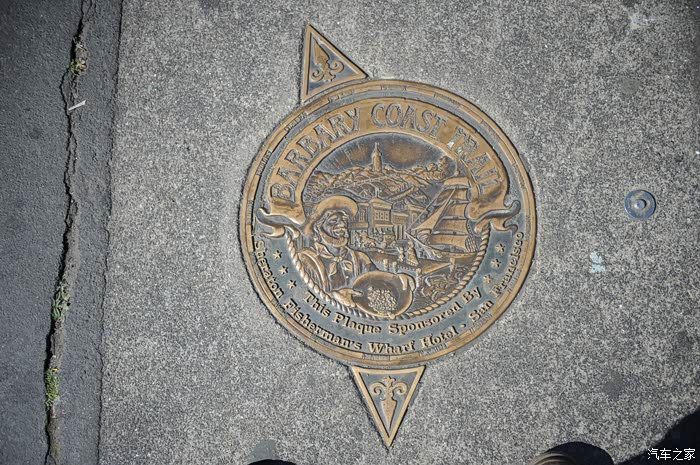 BARBARY COAST TRAIL
This Plaque Sponsored By
Sheraton Fisherman's Wharf Hotel · San Francisco
汽车之家